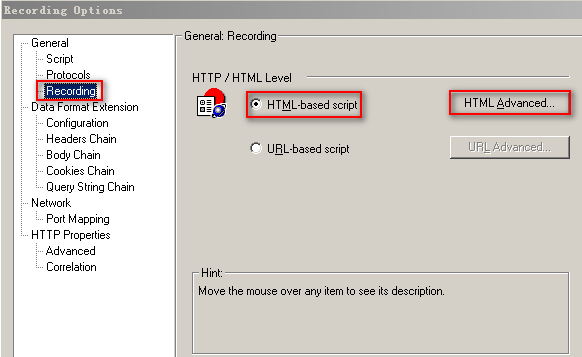 Recording Options
General
Script
Protocols
Recording
Data Format Extension
Configuration
Headers Chain
Body Chain
Cookies Chain
Query String Chain
Network
Port Mapping
HTTP Properties
Advanced
Correlation
General: Recording
HTTP / HTML Level
HTML-based script
HTML Advanced...
URL-based script
URL Advanced...
Hint:
Move the mouse over any item to see its description.